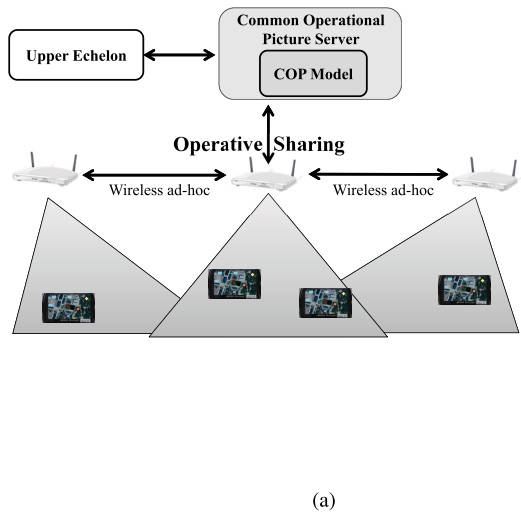 Common Operational
Picture Server
Upper Echelon
COP Model
Operative Sharing
Wireless ad-hoc
Wireless ad-hoc
(a)